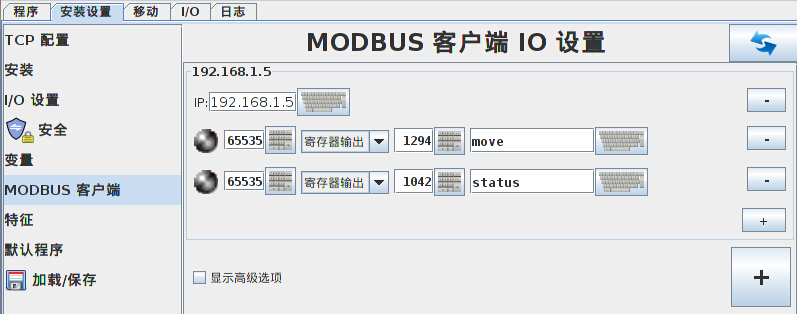 程序 安装设置 移动 I/O 日志
TCP 配置
安装
I/O 设置
安全
变量
MODBUS 客户端
特征
默认程序
加载/保存
MODBUS 客户端 IO 设置
192.168.1.5
IP: 192.168.1.5 -
65535 寄存器输出 1294 move -
65535 寄存器输出 1042 status -
+
显示高级选项
+